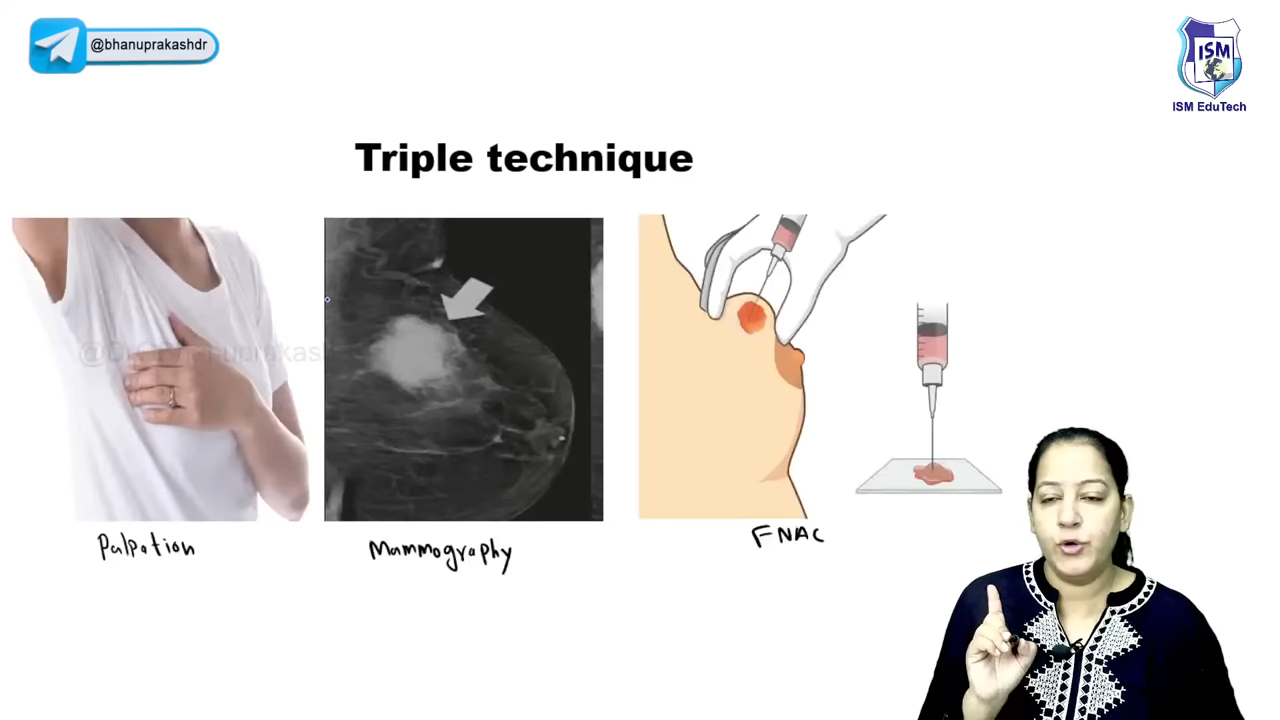 @bhanuprakashdr
ISM
ISM EduTech
Triple technique
Palpation
Mammography
FNAC